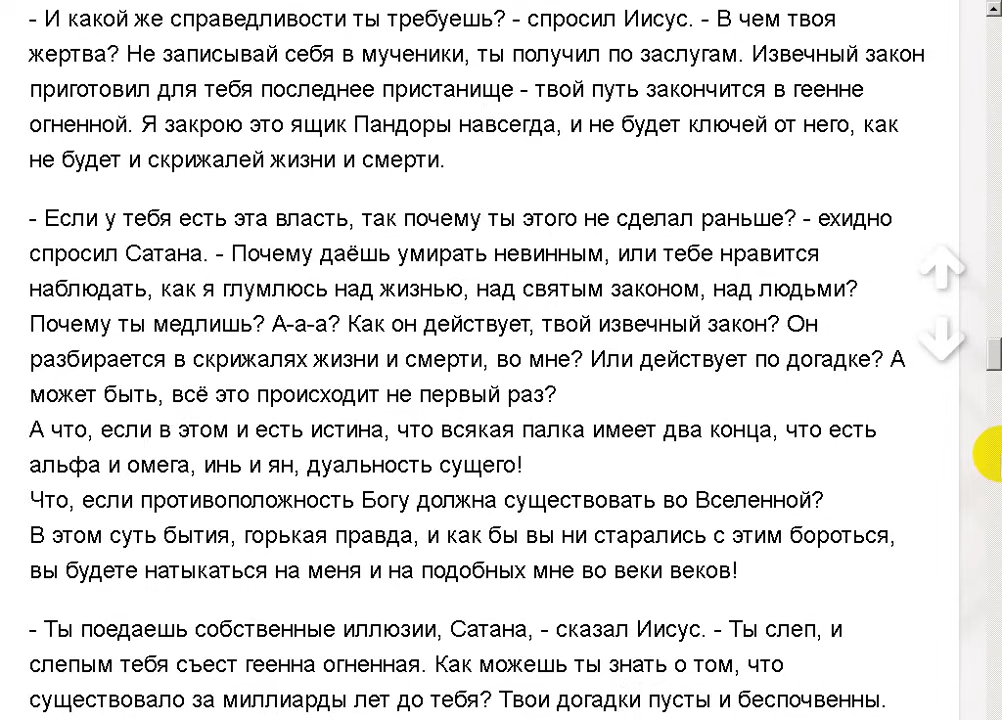 - И какой же справедливости ты требуешь? - спросил Иисус. - В чем твоя
жертва? Не записывай себя в мученики, ты получил по заслугам. Извечный закон
приготовил для тебя последнее пристанище - твой путь закончится в геенне
огненной. Я закрою это ящик Пандоры навсегда, и не будет ключей от него, как
не будет и скрижалей жизни и смерти.
- Если у тебя есть эта власть, так почему ты этого не сделал раньше? - ехидно
спросил Сатана. - Почему даёшь умирать невинным, или тебе нравится
наблюдать, как я глумлюсь над жизнью, над святым законом, над людьми?
Почему ты медлишь? А-а-а? Как он действует, твой извечный закон? Он
разбирается в скрижалях жизни и смерти, во мне? Или действует по догадке? А
может быть, всё это происходит не первый раз?
А что, если в этом и есть истина, что всякая палка имеет два конца, что есть
альфа и омега, инь и ян, дуальность сущего!
Что, если противоположность Богу должна существовать во Вселенной?
В этом суть бытия, горькая правда, и как бы вы ни старались с этим бороться,
вы будете натыкаться на меня и на подобных мне во веки веков!
- Ты поедаешь собственные иллюзии, Сатана, - сказал Иисус. - Ты слеп, и
слепым тебя съест геенна огненная. Как можешь ты знать о том, что
существовало за миллиарды лет до тебя? Твои догадки пусты и беспочвенны.